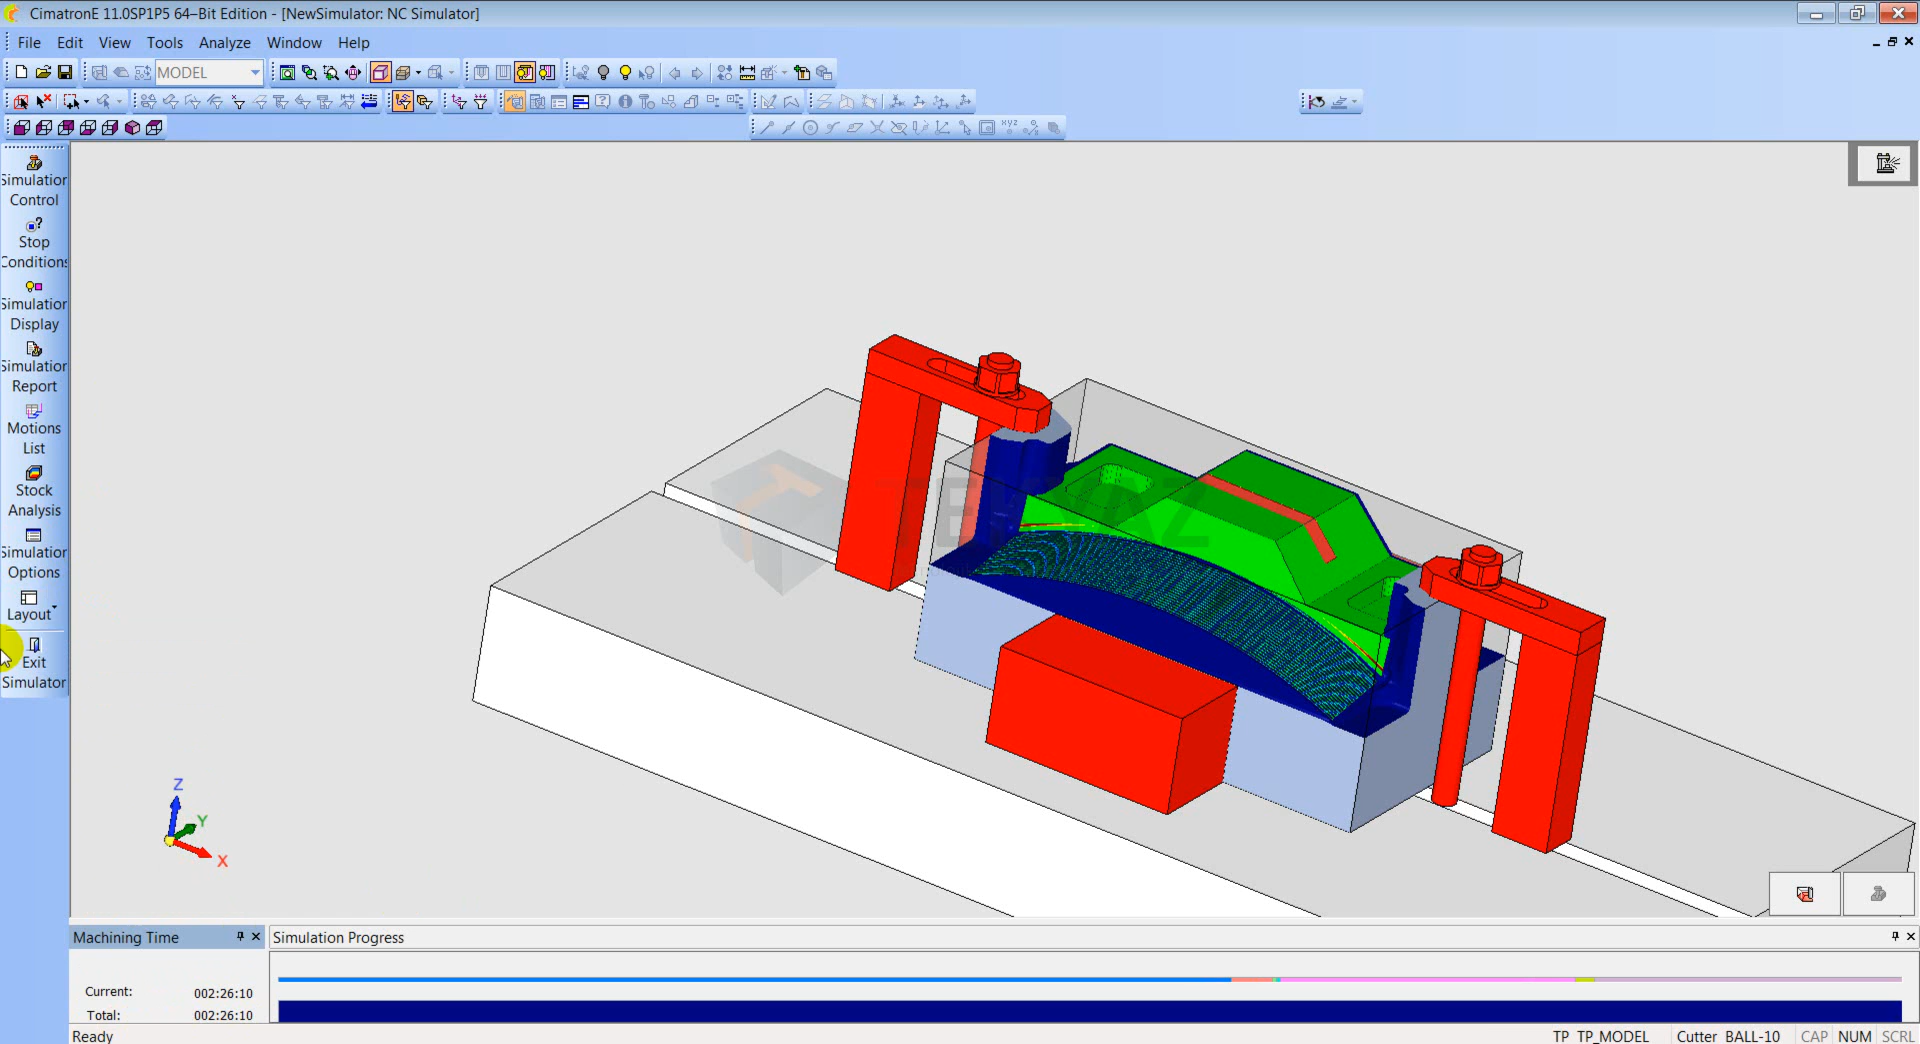 CimatronE 11.0SP1P5 64–Bit Edition - [NewSimulator: NC Simulator]
File Edit View Tools Analyze Window Help
MODEL
xyz
Simulation
Control
Stop
Conditions
Simulation
Display
Simulation
Report
Motions
List
Stock
Analysis
Simulation
Options
Layout
Exit
Simulator
Z
Y
X
Machining Time
Simulation Progress
Current: 002:26:10
Total: 002:26:10
Ready
TP TP_MODEL Cutter BALL-10 CAP NUM SCRL